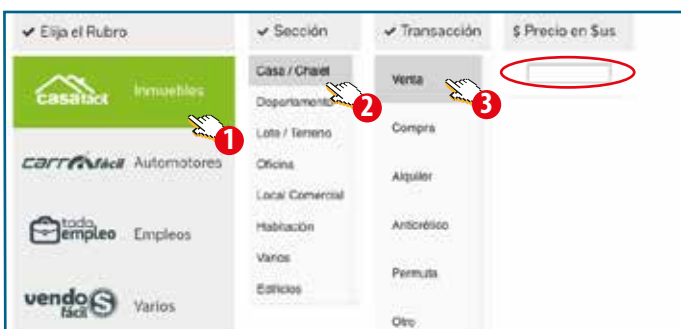 ✔ Elija el Rubro
casafácil Inmuebles
1
carrofácil Automotores
todo empleo Empleos
vendo fácil Varios
✔ Sección
Casa / Chalet
2
Departamento
Lote / Terreno
Oficina
Local Comercial
Habitación
Varios
Edificios
✔ Transacción
Venta
3
Compra
Alquiler
Anticrético
Permuta
Otro
$ Precio en $us